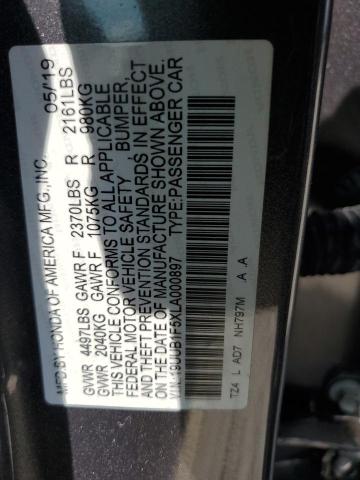 MFD. BY HONDA OF AMERICA MFG., INC. 05/19
GVWR 4497LBS GAWR F 2370LBS R 2161LBS
GVWR 2040KG GAWR F 1075KG R 980KG
THIS VEHICLE CONFORMS TO ALL APPLICABLE
FEDERAL MOTOR VEHICLE SAFETY, BUMPER,
AND THEFT PREVENTION STANDARDS IN EFFECT
ON THE DATE OF MANUFACTURE SHOWN ABOVE.
V.I.N. 19UUB1F5XLA000897 TYPE:PASSENGER CAR
TZ4 L AD7 NH797M A A